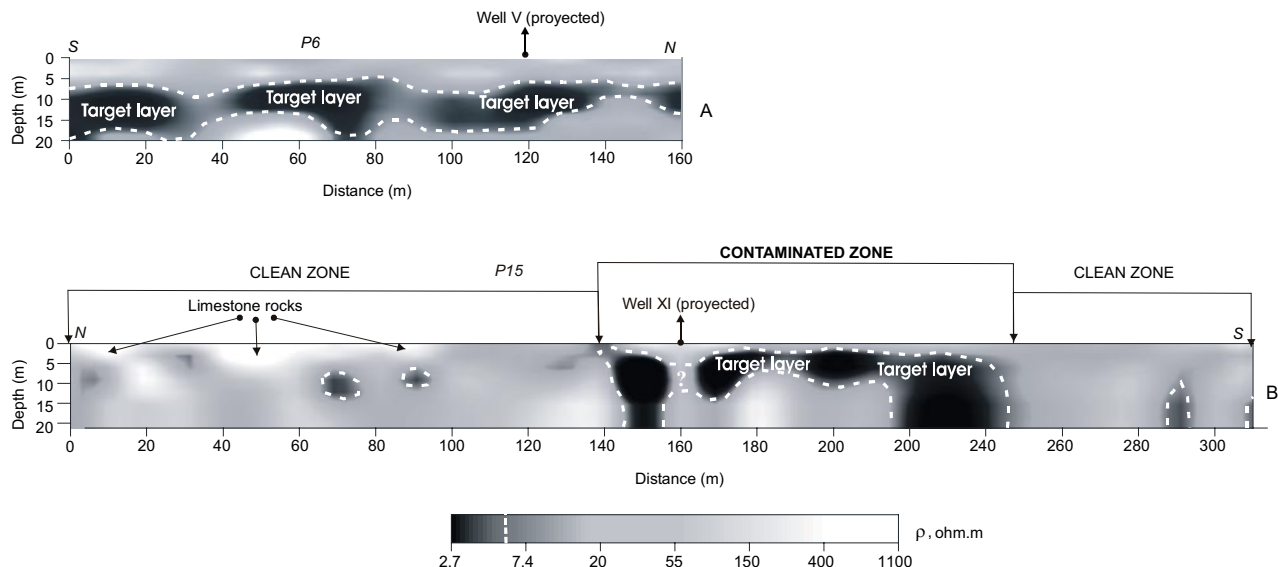 Well V (proyected)
S P6 N
0
5
10
15
20
Depth (m)
Target layer Target layer Target layer
A
0 20 40 60 80 100 120 140 160
Distance (m)
CONTAMINATED ZONE
CLEAN ZONE P15 CLEAN ZONE
Well XI (proyected)
Limestone rocks
N S
0
5
10
15
20
Depth (m)
? Target layer Target layer
B
0 20 40 60 80 100 120 140 160 180 200 220 240 260 280 300
Distance (m)
ρ, ohm.m
2.7 7.4 20 55 150 400 1100